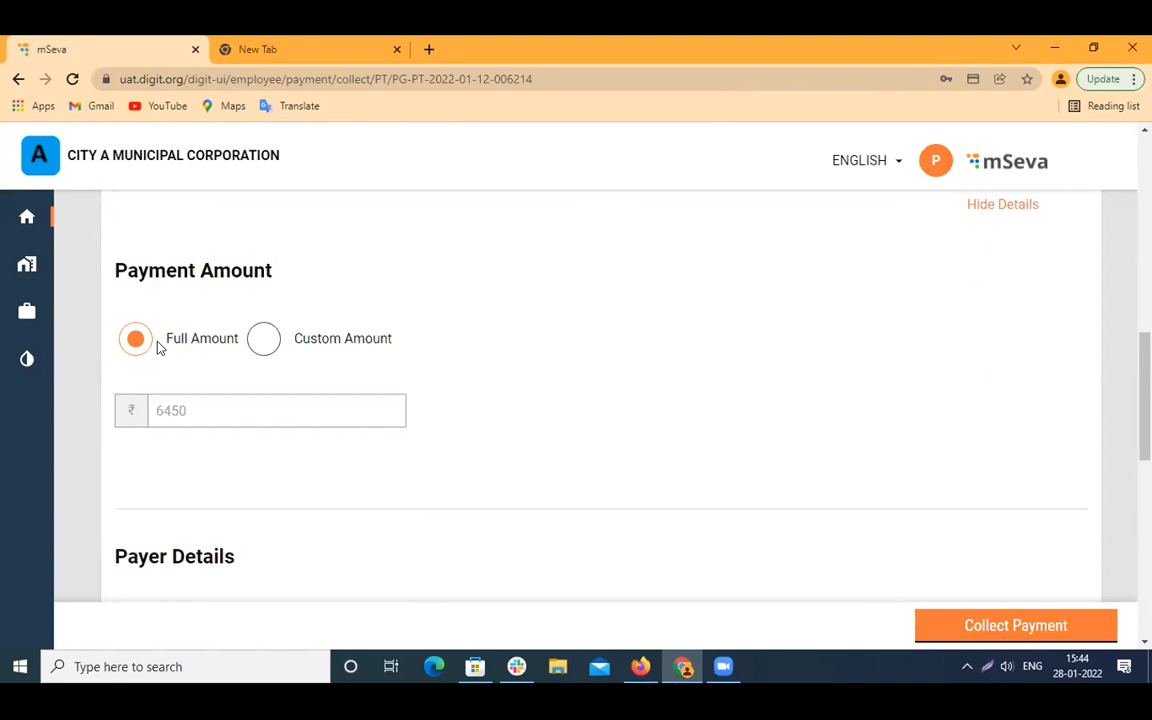 mSeva
New Tab
uat.digit.org/digit-ui/employee/payment/collect/PT/PG-PT-2022-01-12-006214
Update
Apps
Gmail
YouTube
Maps
Translate
Reading list
A
CITY A MUNICIPAL CORPORATION
ENGLISH
P
mSeva
Hide Details
Payment Amount
Full Amount
Custom Amount
₹ 6450
Payer Details
Collect Payment
Type here to search
ENG
15:44
28-01-2022